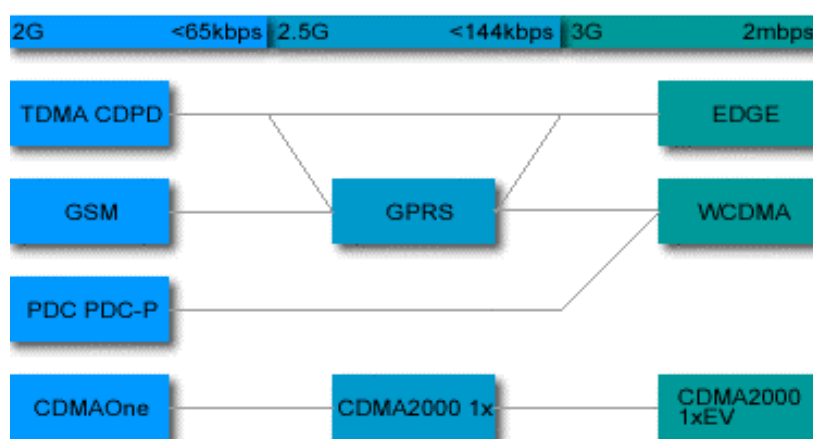 2G <65kbps 2.5G <144kbps 3G 2mbps
TDMA CDPD EDGE
GSM GPRS WCDMA
PDC PDC-P
CDMAOne CDMA2000 1x CDMA2000
1xEV